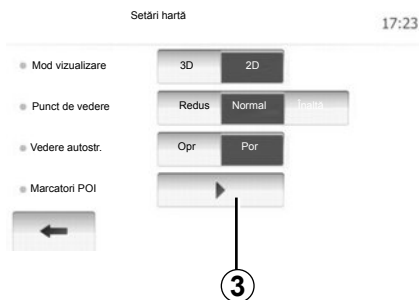 Setări hartă
17:23
Mod vizualizare 3D 2D
Punct de vedere Redus Normal Înaltă
Vedere autostr. Opr Por
Marcatori POI
3